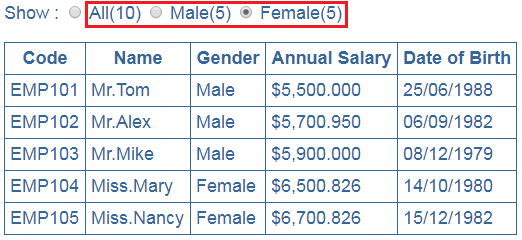 Show : All(10) Male(5) Female(5)
Code Name Gender Annual Salary Date of Birth
EMP101 Mr.Tom Male $5,500.000 25/06/1988
EMP102 Mr.Alex Male $5,700.950 06/09/1982
EMP103 Mr.Mike Male $5,900.000 08/12/1979
EMP104 Miss.Mary Female $6,500.826 14/10/1980
EMP105 Miss.Nancy Female $6,700.826 15/12/1982